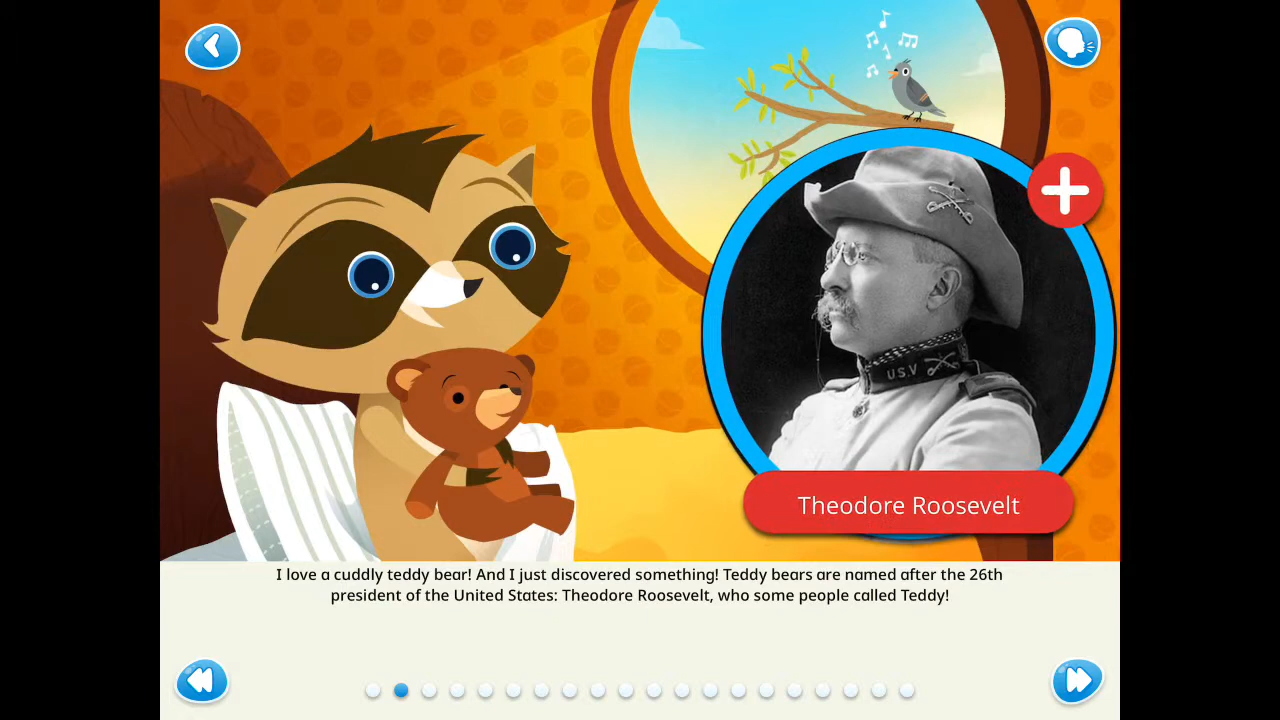 U.S.V
Theodore Roosevelt
I love a cuddly teddy bear! And I just discovered something! Teddy bears are named after the 26th
president of the United States: Theodore Roosevelt, who some people called Teddy!